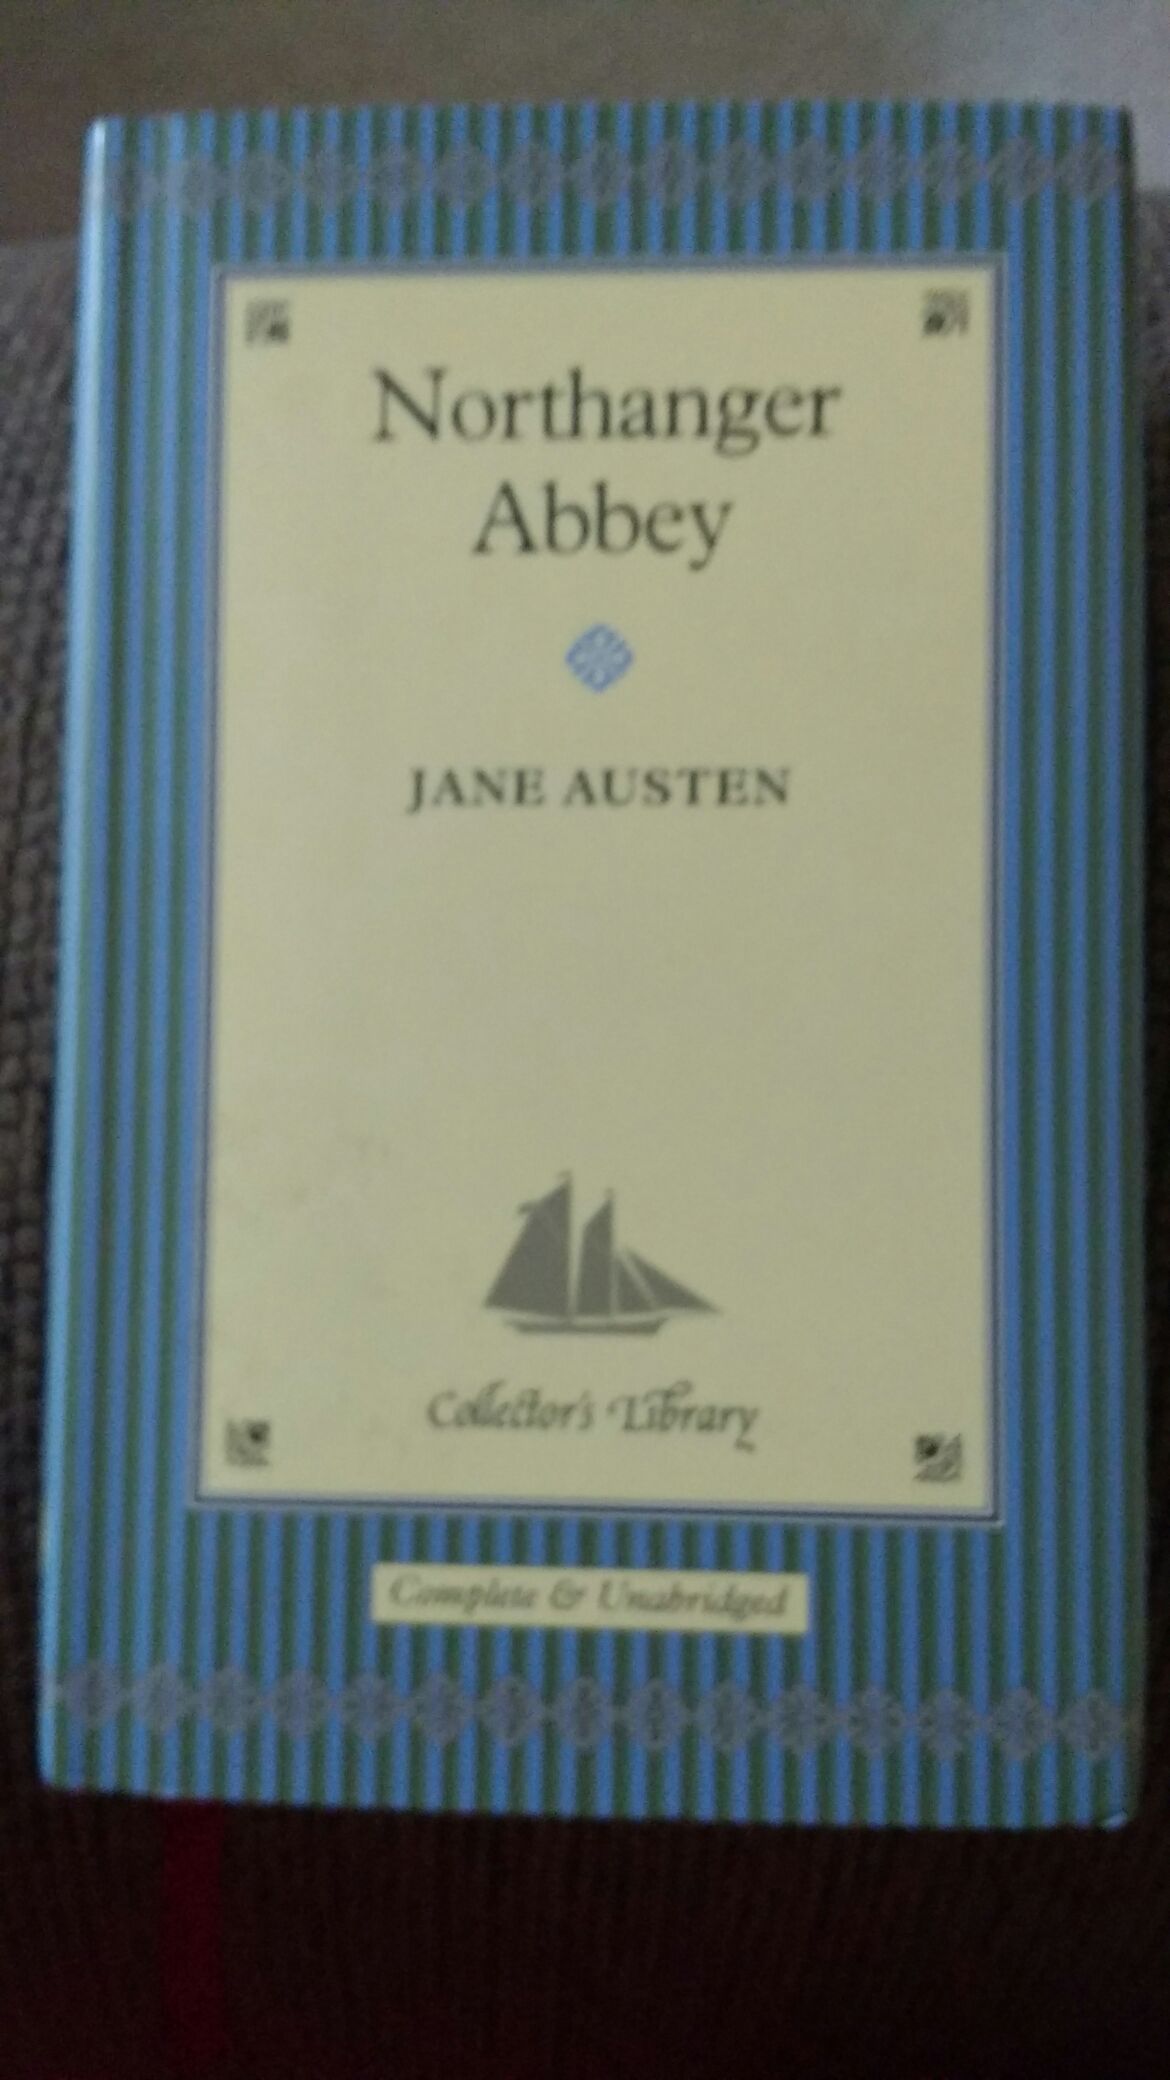 Northanger
Abbey
JANE AUSTEN
Collector's Library
Complete & Unabridged